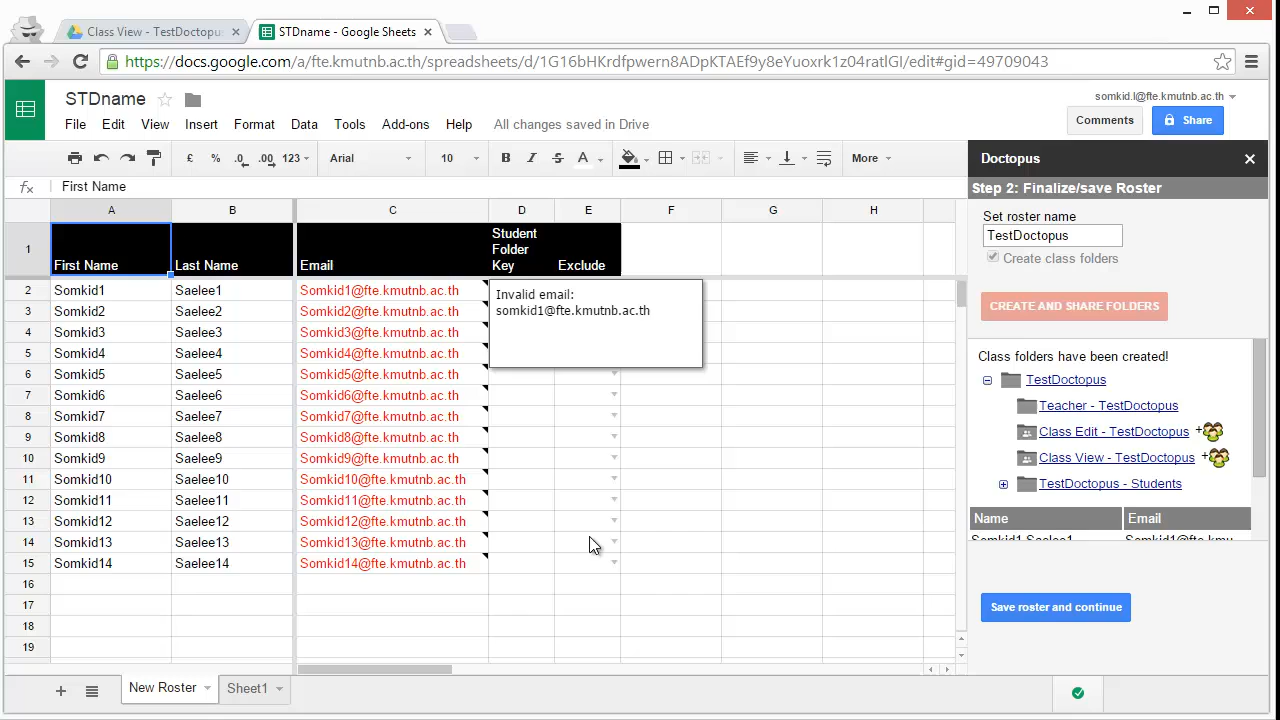 Class View - TestDoctopu
STDname - Google Sheets
https://docs.google.com/a/fte.kmutnb.ac.th/spreadsheets/d/1G16bHKrdfpwern8ADpKTAEf9y8eYuoxrk1z04ratlGI/edit#gid=49709043
STDname
somkid.l@fte.kmutnb.ac.th
File Edit View Insert Format Data Tools Add-ons Help All changes saved in Drive
Comments
Share
£ % .0 .00 123 Arial 10 B I S A More
Doctopus
fx First Name
Step 2: Finalize/save Roster
A B C D E F G H
1 First Name Last Name Email Student Folder Key Exclude
2 Somkid1 Saelee1 Somkid1@fte.kmutnb.ac.th
3 Somkid2 Saelee2 Somkid2@fte.kmutnb.ac.th
4 Somkid3 Saelee3 Somkid3@fte.kmutnb.ac.th
5 Somkid4 Saelee4 Somkid4@fte.kmutnb.ac.th
6 Somkid5 Saelee5 Somkid5@fte.kmutnb.ac.th
7 Somkid6 Saelee6 Somkid6@fte.kmutnb.ac.th
8 Somkid7 Saelee7 Somkid7@fte.kmutnb.ac.th
9 Somkid8 Saelee8 Somkid8@fte.kmutnb.ac.th
10 Somkid9 Saelee9 Somkid9@fte.kmutnb.ac.th
11 Somkid10 Saelee10 Somkid10@fte.kmutnb.ac.th
12 Somkid11 Saelee11 Somkid11@fte.kmutnb.ac.th
13 Somkid12 Saelee12 Somkid12@fte.kmutnb.ac.th
14 Somkid13 Saelee13 Somkid13@fte.kmutnb.ac.th
15 Somkid14 Saelee14 Somkid14@fte.kmutnb.ac.th
16
17
18
19
Invalid email:
somkid1@fte.kmutnb.ac.th
Set roster name
TestDoctopus
Create class folders
CREATE AND SHARE FOLDERS
Class folders have been created!
TestDoctopus
Teacher - TestDoctopus
Class Edit - TestDoctopus
Class View - TestDoctopus
TestDoctopus - Students
Name Email
Somkid1 Saelee1 Somkid1@fte.kmu
Save roster and continue
New Roster
Sheet1